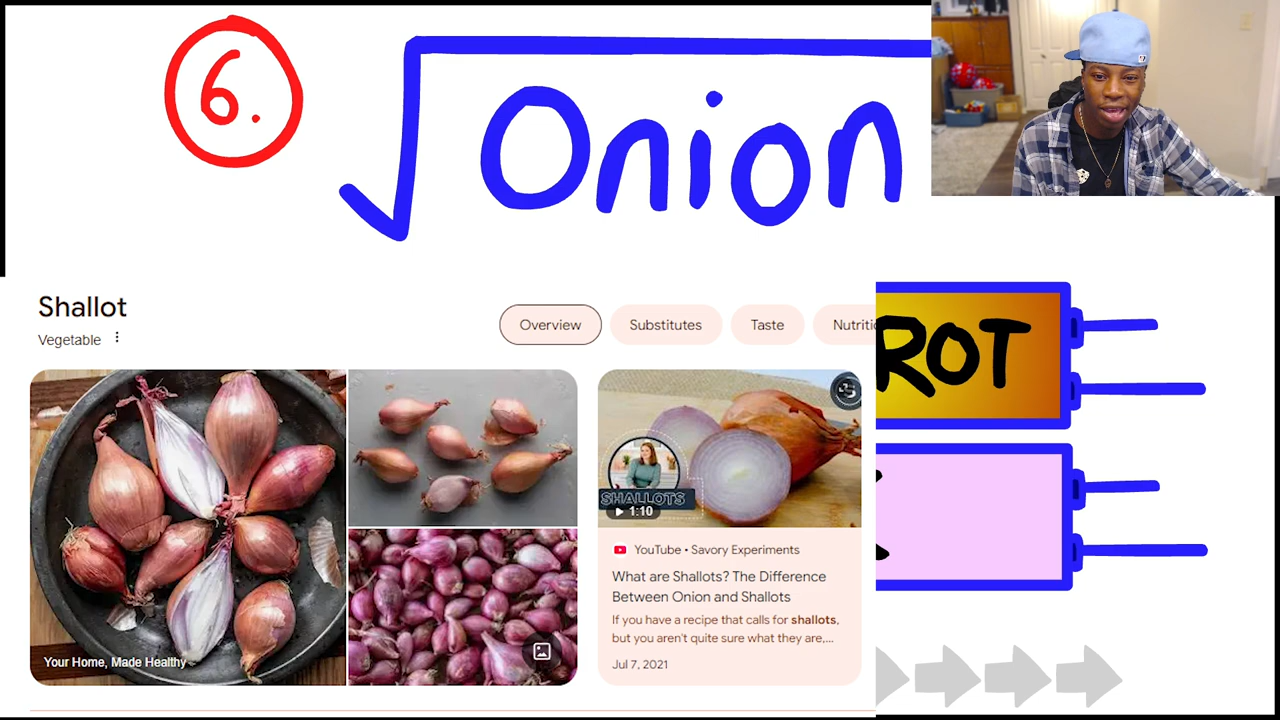 6.
Onion
Shallot
Vegetable
Overview
Substitutes
Taste
ROT
SHALLOTS
1:10
YouTube • Savory Experiments
What are Shallots? The Difference
Between Onion and Shallots
If you have a recipe that calls for shallots,
but you aren't quite sure what they are,...
Jul 7, 2021
Your Home, Made Healthy